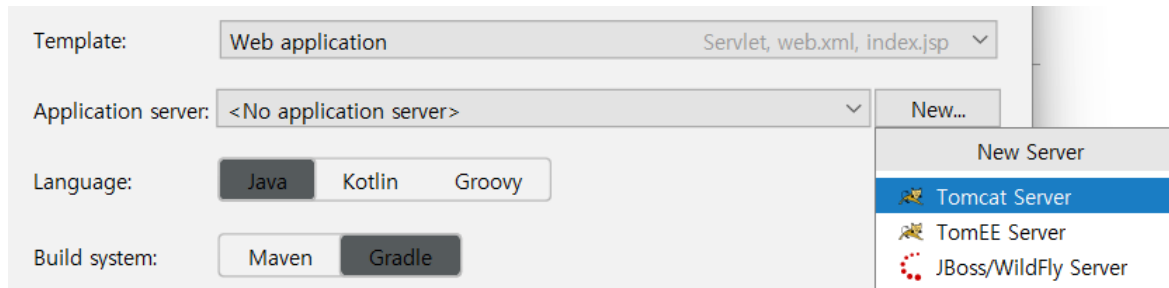 Template: Web application Servlet, web.xml, index.jsp
Application server: <No application server> New...
New Server
Language: Java Kotlin Groovy
Tomcat Server
TomEE Server
Build system: Maven Gradle
JBoss/WildFly Server